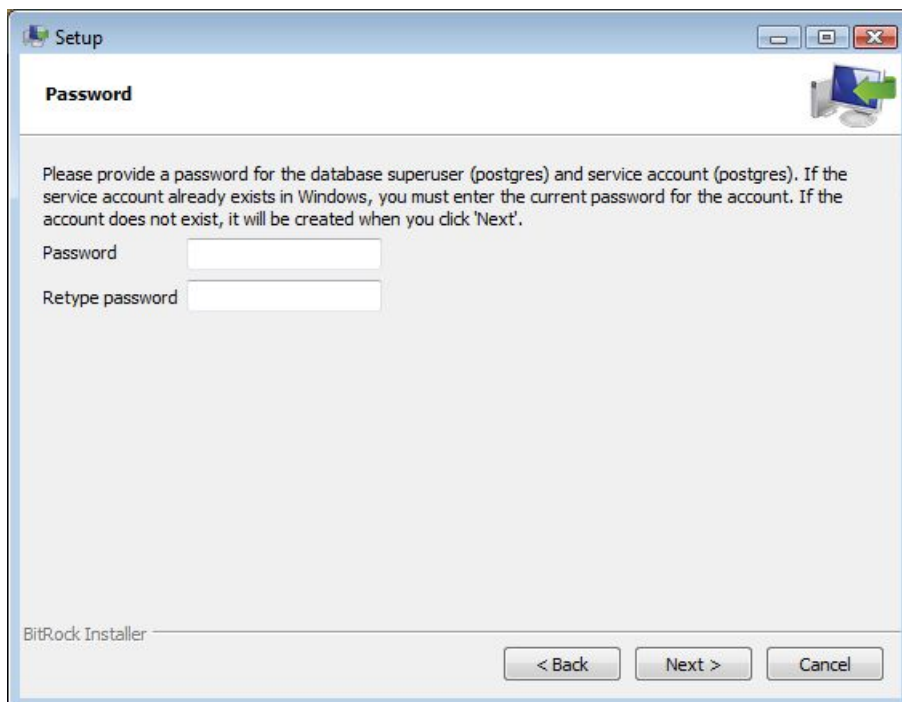 Setup
Password
Please provide a password for the database superuser (postgres) and service account (postgres). If the
service account already exists in Windows, you must enter the current password for the account. If the
account does not exist, it will be created when you click 'Next'.
Password
Retype password
BitRock Installer
< Back
Next >
Cancel